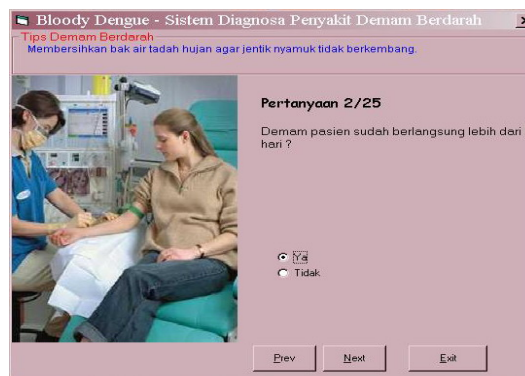 Bloody Dengue - Sistem Diagnosa Penyakit Demam Berdarah
Tips Demam Berdarah
Membersihkan bak air tadah hujan agar jentik nyamuk tidak berkembang.
Pertanyaan 2/25
Demam pasien sudah berlangsung lebih dari
hari ?
Ya
Tidak
Prev
Next
Exit